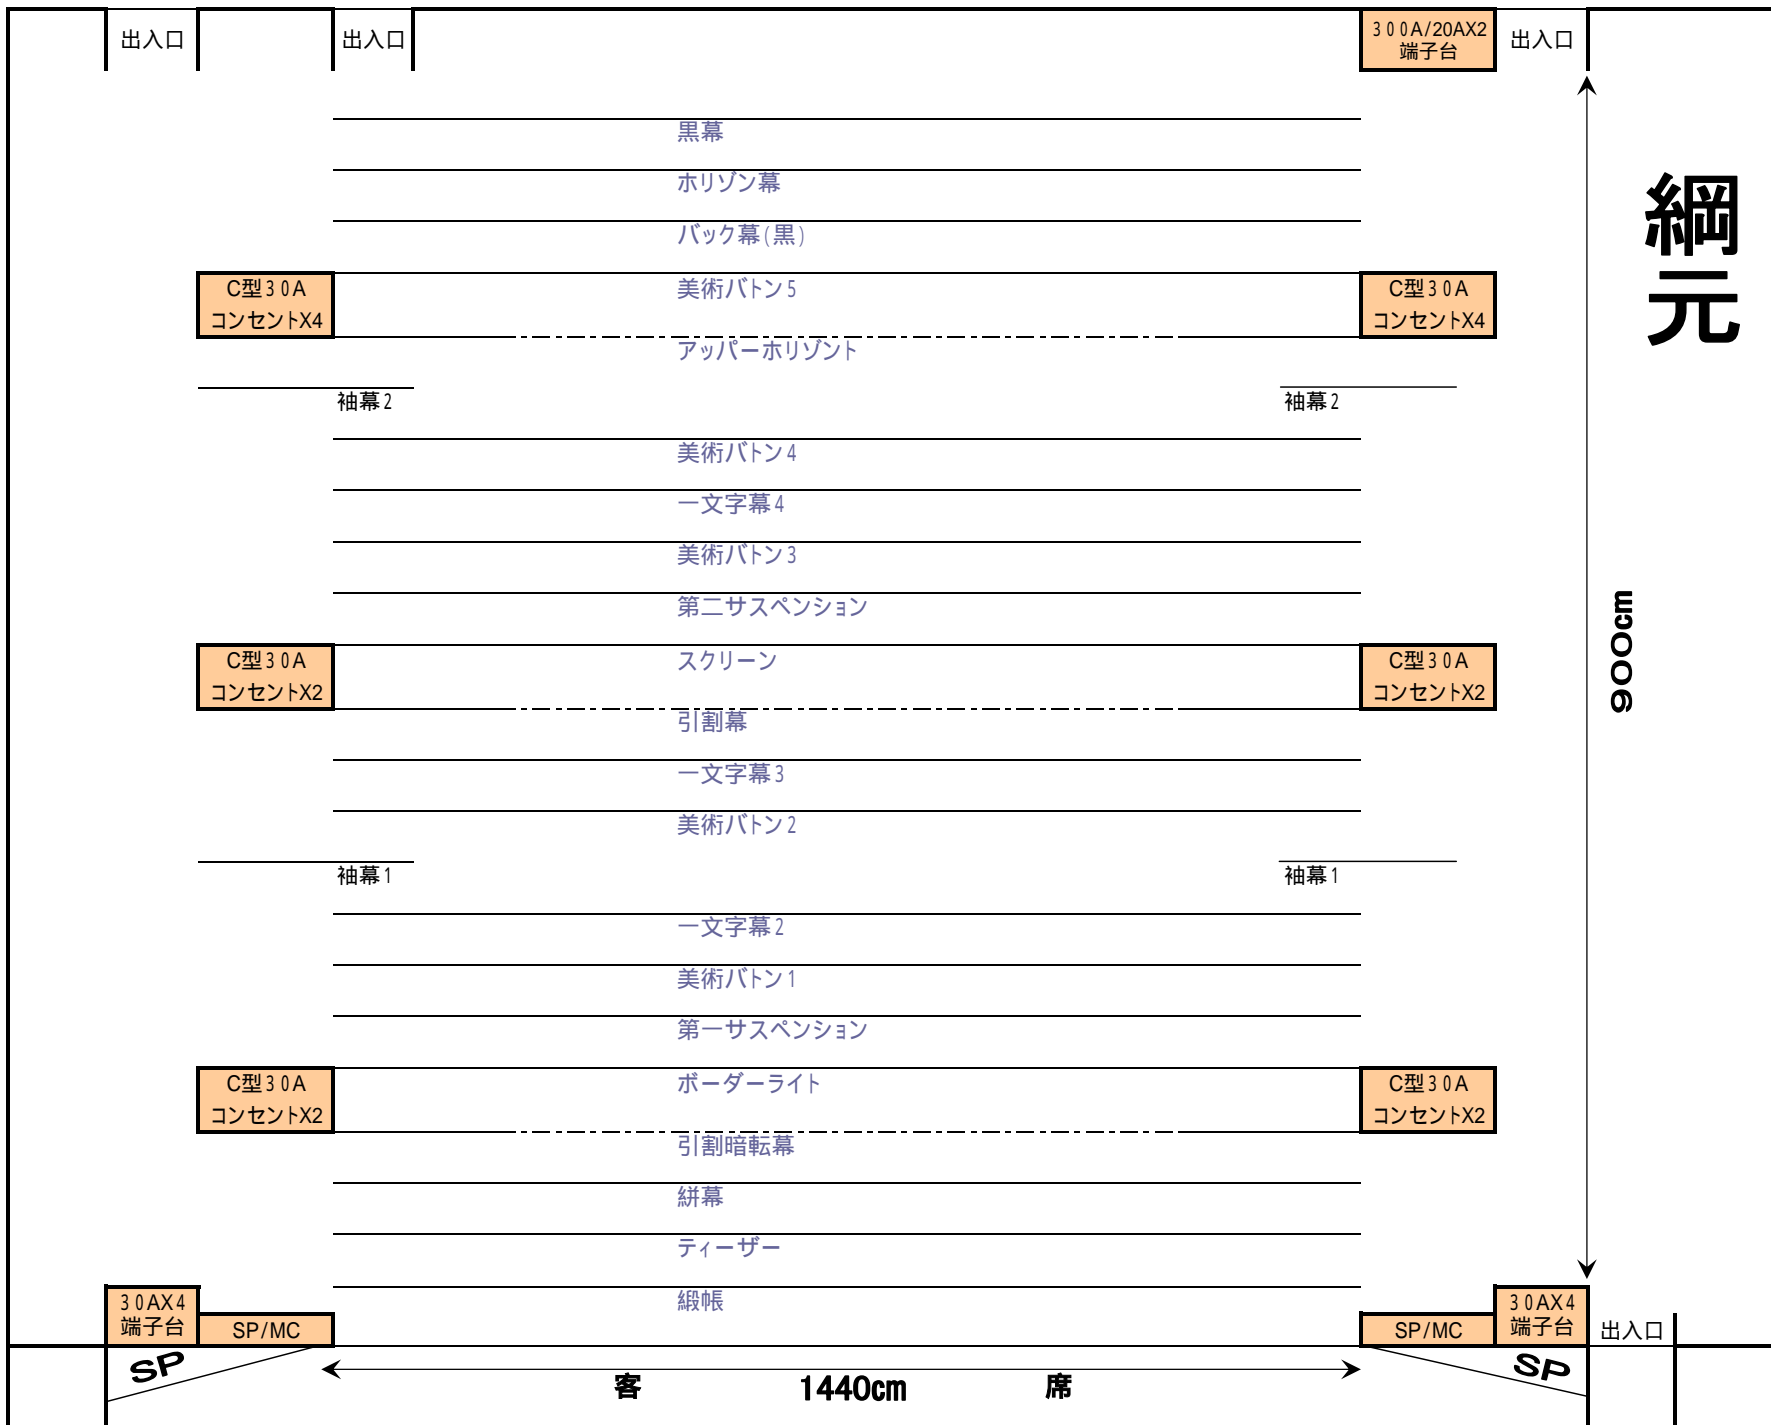 出入口
出入口
300A/20AX2
端子台
出入口
黒幕
ホリゾン幕
バック幕(黒)
綱元
C型30A
コンセントX4
美術バトン5
C型30A
コンセントX4
アッパーホリゾント
袖幕2
袖幕2
美術バトン4
一文字幕4
美術バトン3
第二サスペンション
900cm
C型30A
コンセントX2
スクリーン
C型30A
コンセントX2
引割幕
一文字幕3
美術バトン2
袖幕1
袖幕1
一文字幕2
美術バトン1
第一サスペンション
C型30A
コンセントX2
ボーダーライト
C型30A
コンセントX2
引割暗転幕
絣幕
ティーザー
緞帳
30AX4
端子台
SP/MC
SP/MC
30AX4
端子台
出入口
SP
SP
客 1440cm 席